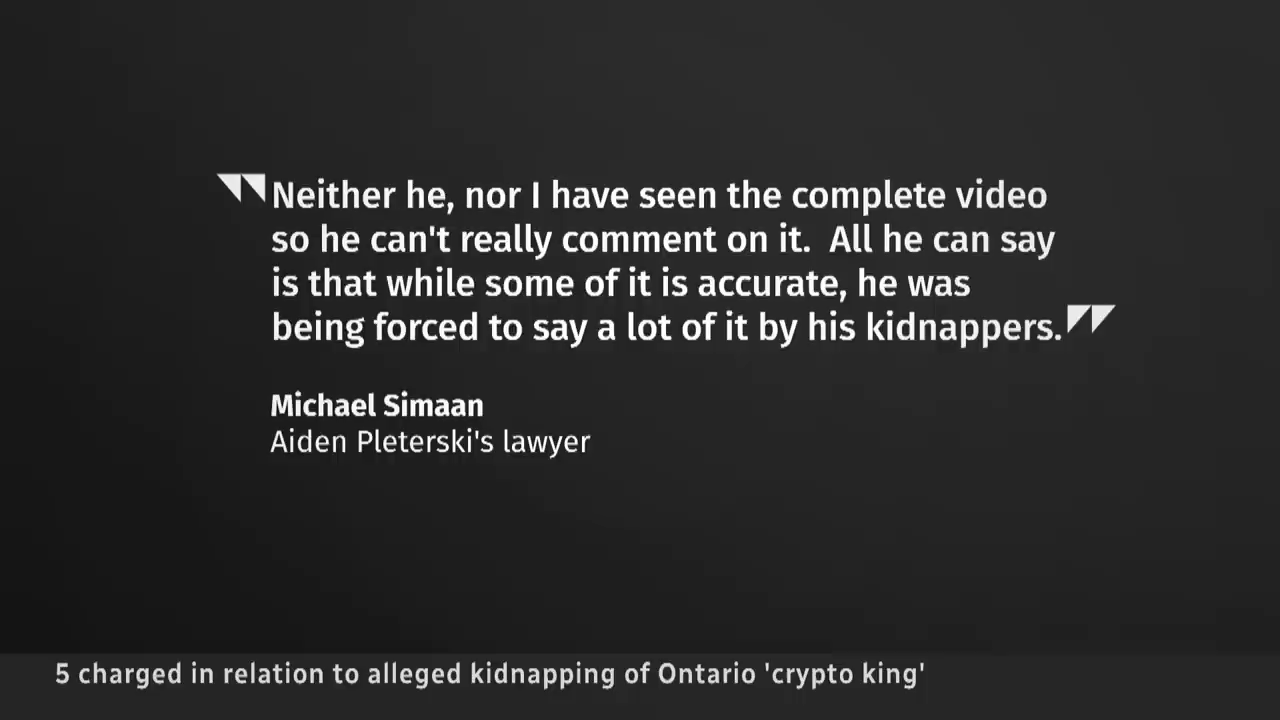 Neither he, nor I have seen the complete video
so he can't really comment on it.  All he can say
is that while some of it is accurate, he was
being forced to say a lot of it by his kidnappers.
Michael Simaan
Aiden Pleterski's lawyer
5 charged in relation to alleged kidnapping of Ontario 'crypto king'